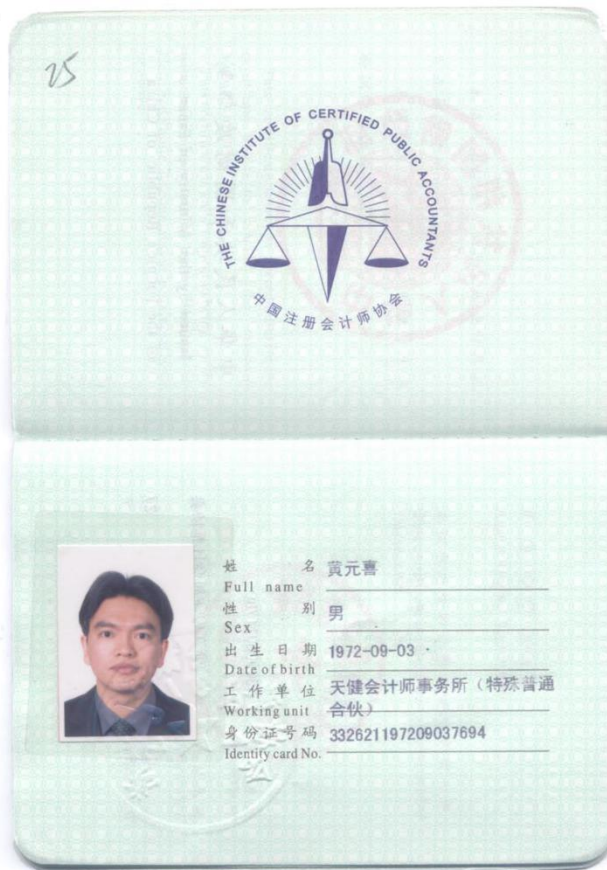 25
THE CHINESE INSTITUTE OF CERTIFIED PUBLIC ACCOUNTANTS
中国注册会计师协会
姓 名 黄元喜
Full name
性 别 男
Sex
出生日期 1972-09-03
Date of birth
工作单位 天健会计师事务所（特殊普通
Working unit 合伙）
身份证号码 332621197209037694
Identity card No.